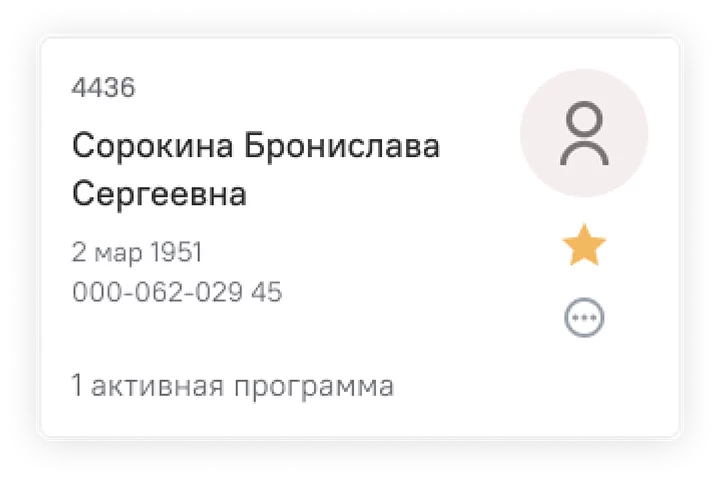 4436
Сорокина Бронислава
Сергеевна
2 мар 1951
000-062-029 45
1 активная программа